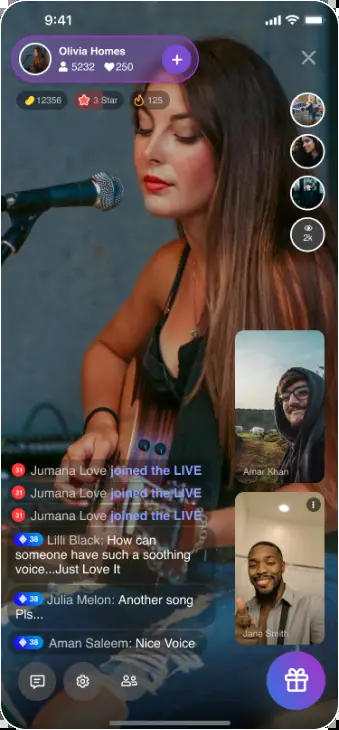 9:41
Olivia Homes
5232 250
+
12356 3 Star 125
2k
Amar Khan
31 Jumana Love joined the LIVE
31 Jumana Love joined the LIVE
31 Jumana Love joined the LIVE
38 Lilli Black: How can
someone have such a soothing
voice...Just Love It
38 Julia Melon: Another song
Pls...
38 Aman Saleem: Nice Voice
Jane Smith